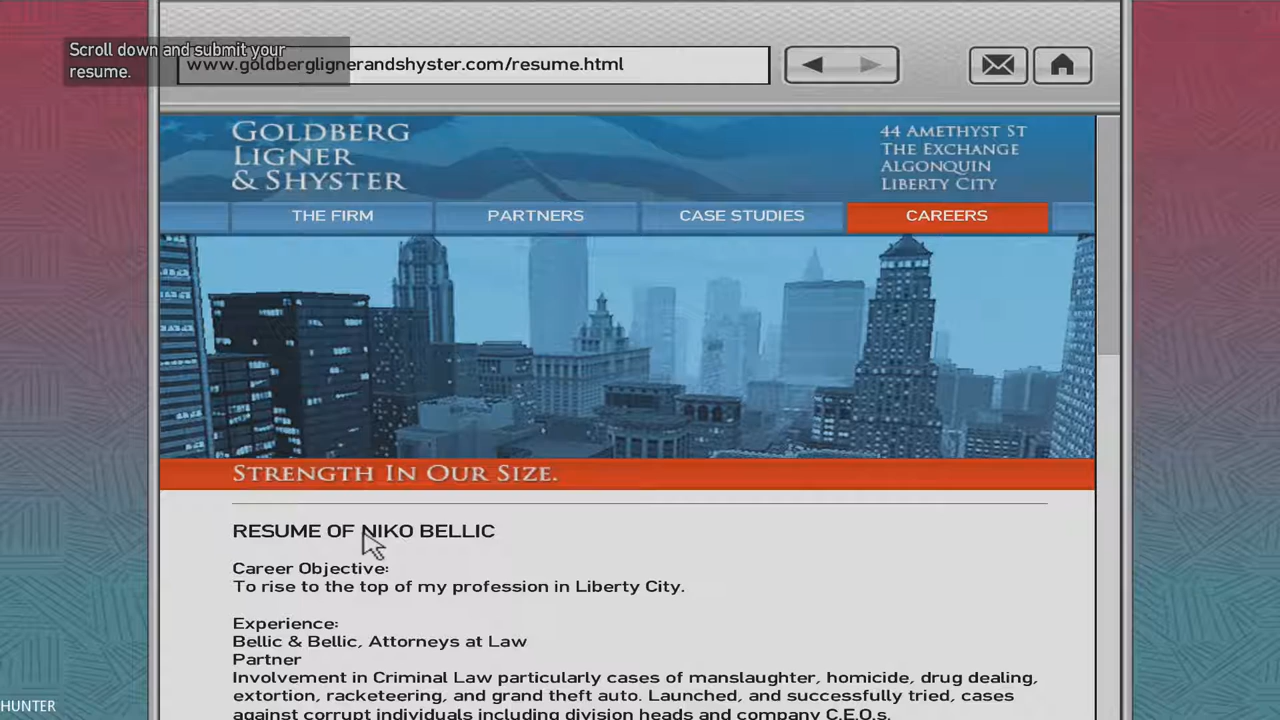 Scroll down and submit your
resume.
www.goldberglignerandshyster.com/resume.html
GOLDBERG
LIGNER
& SHYSTER
44 AMETHYST ST
THE EXCHANGE
ALGONQUIN
LIBERTY CITY
THE FIRM
PARTNERS
CASE STUDIES
CAREERS
STRENGTH IN OUR SIZE.
RESUME OF NIKO BELLIC
Career Objective:
To rise to the top of my profession in Liberty City.
Experience:
Bellic & Bellic, Attorneys at Law
Partner
Involvement in Criminal Law particularly cases of manslaughter, homicide, drug dealing,
extortion, racketeering, and grand theft auto. Launched, and successfully tried, cases
against corrupt individuals including division heads and company C.E.O.s.
HUNTER